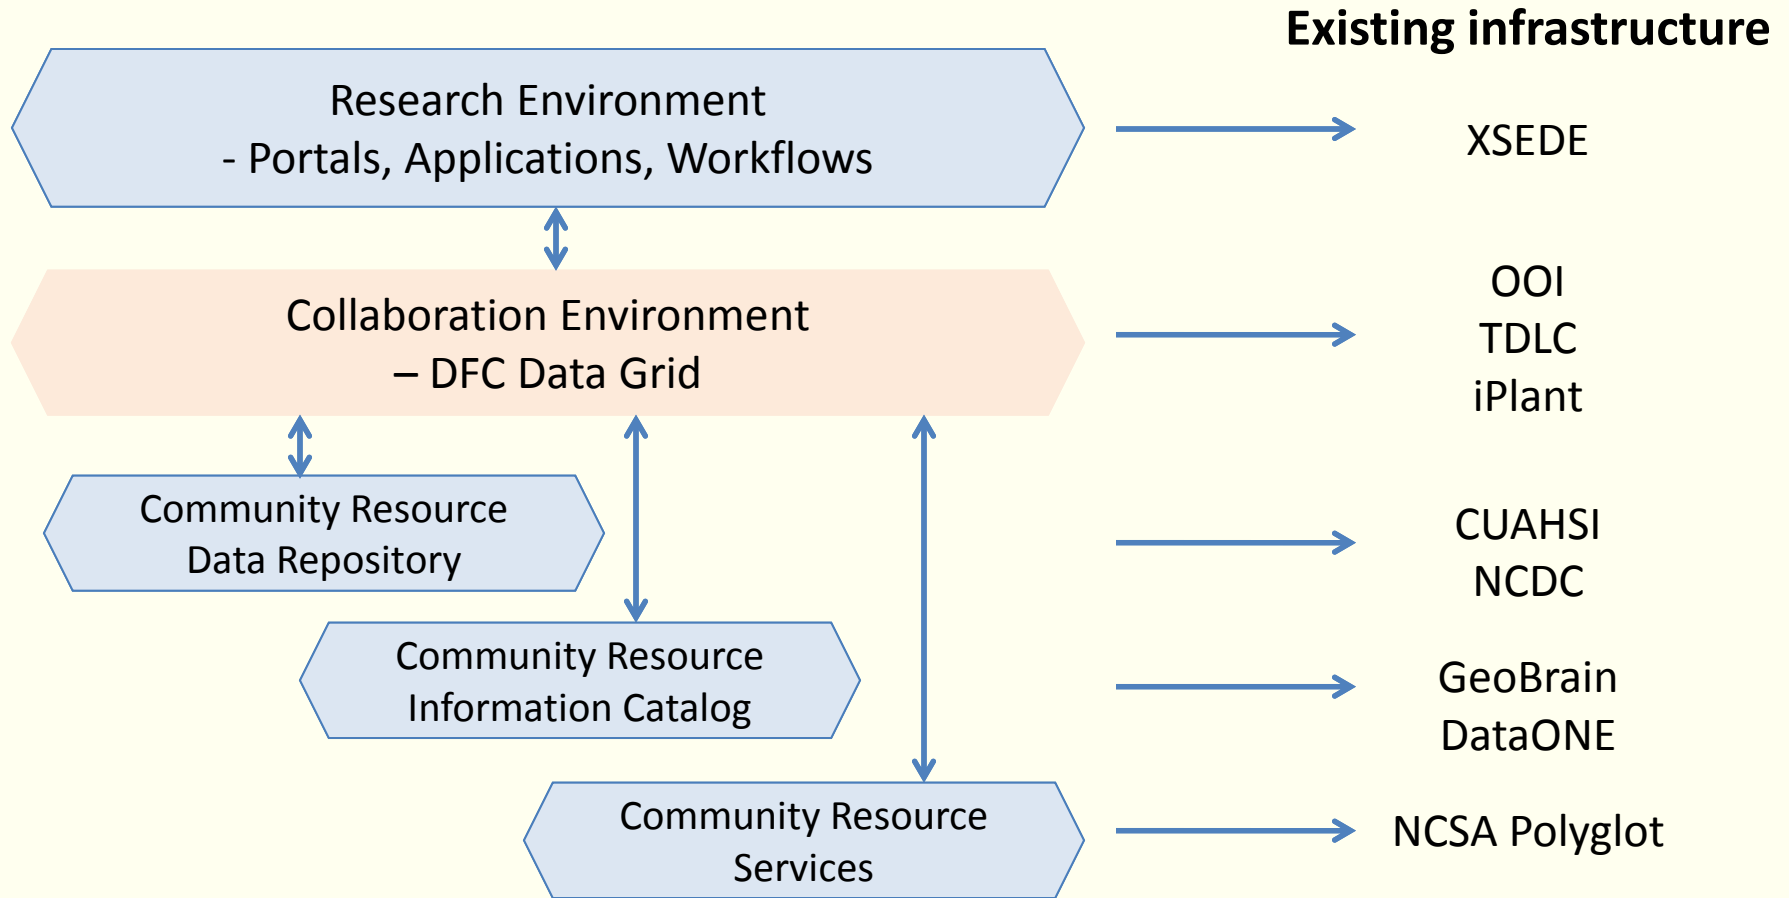 Existing infrastructure
Research Environment
- Portals, Applications, Workflows
XSEDE
Collaboration Environment
– DFC Data Grid
OOI
TDLC
iPlant
Community Resource
Data Repository
CUAHSI
NCDC
Community Resource
Information Catalog
GeoBrain
DataONE
Community Resource
Services
NCSA Polyglot